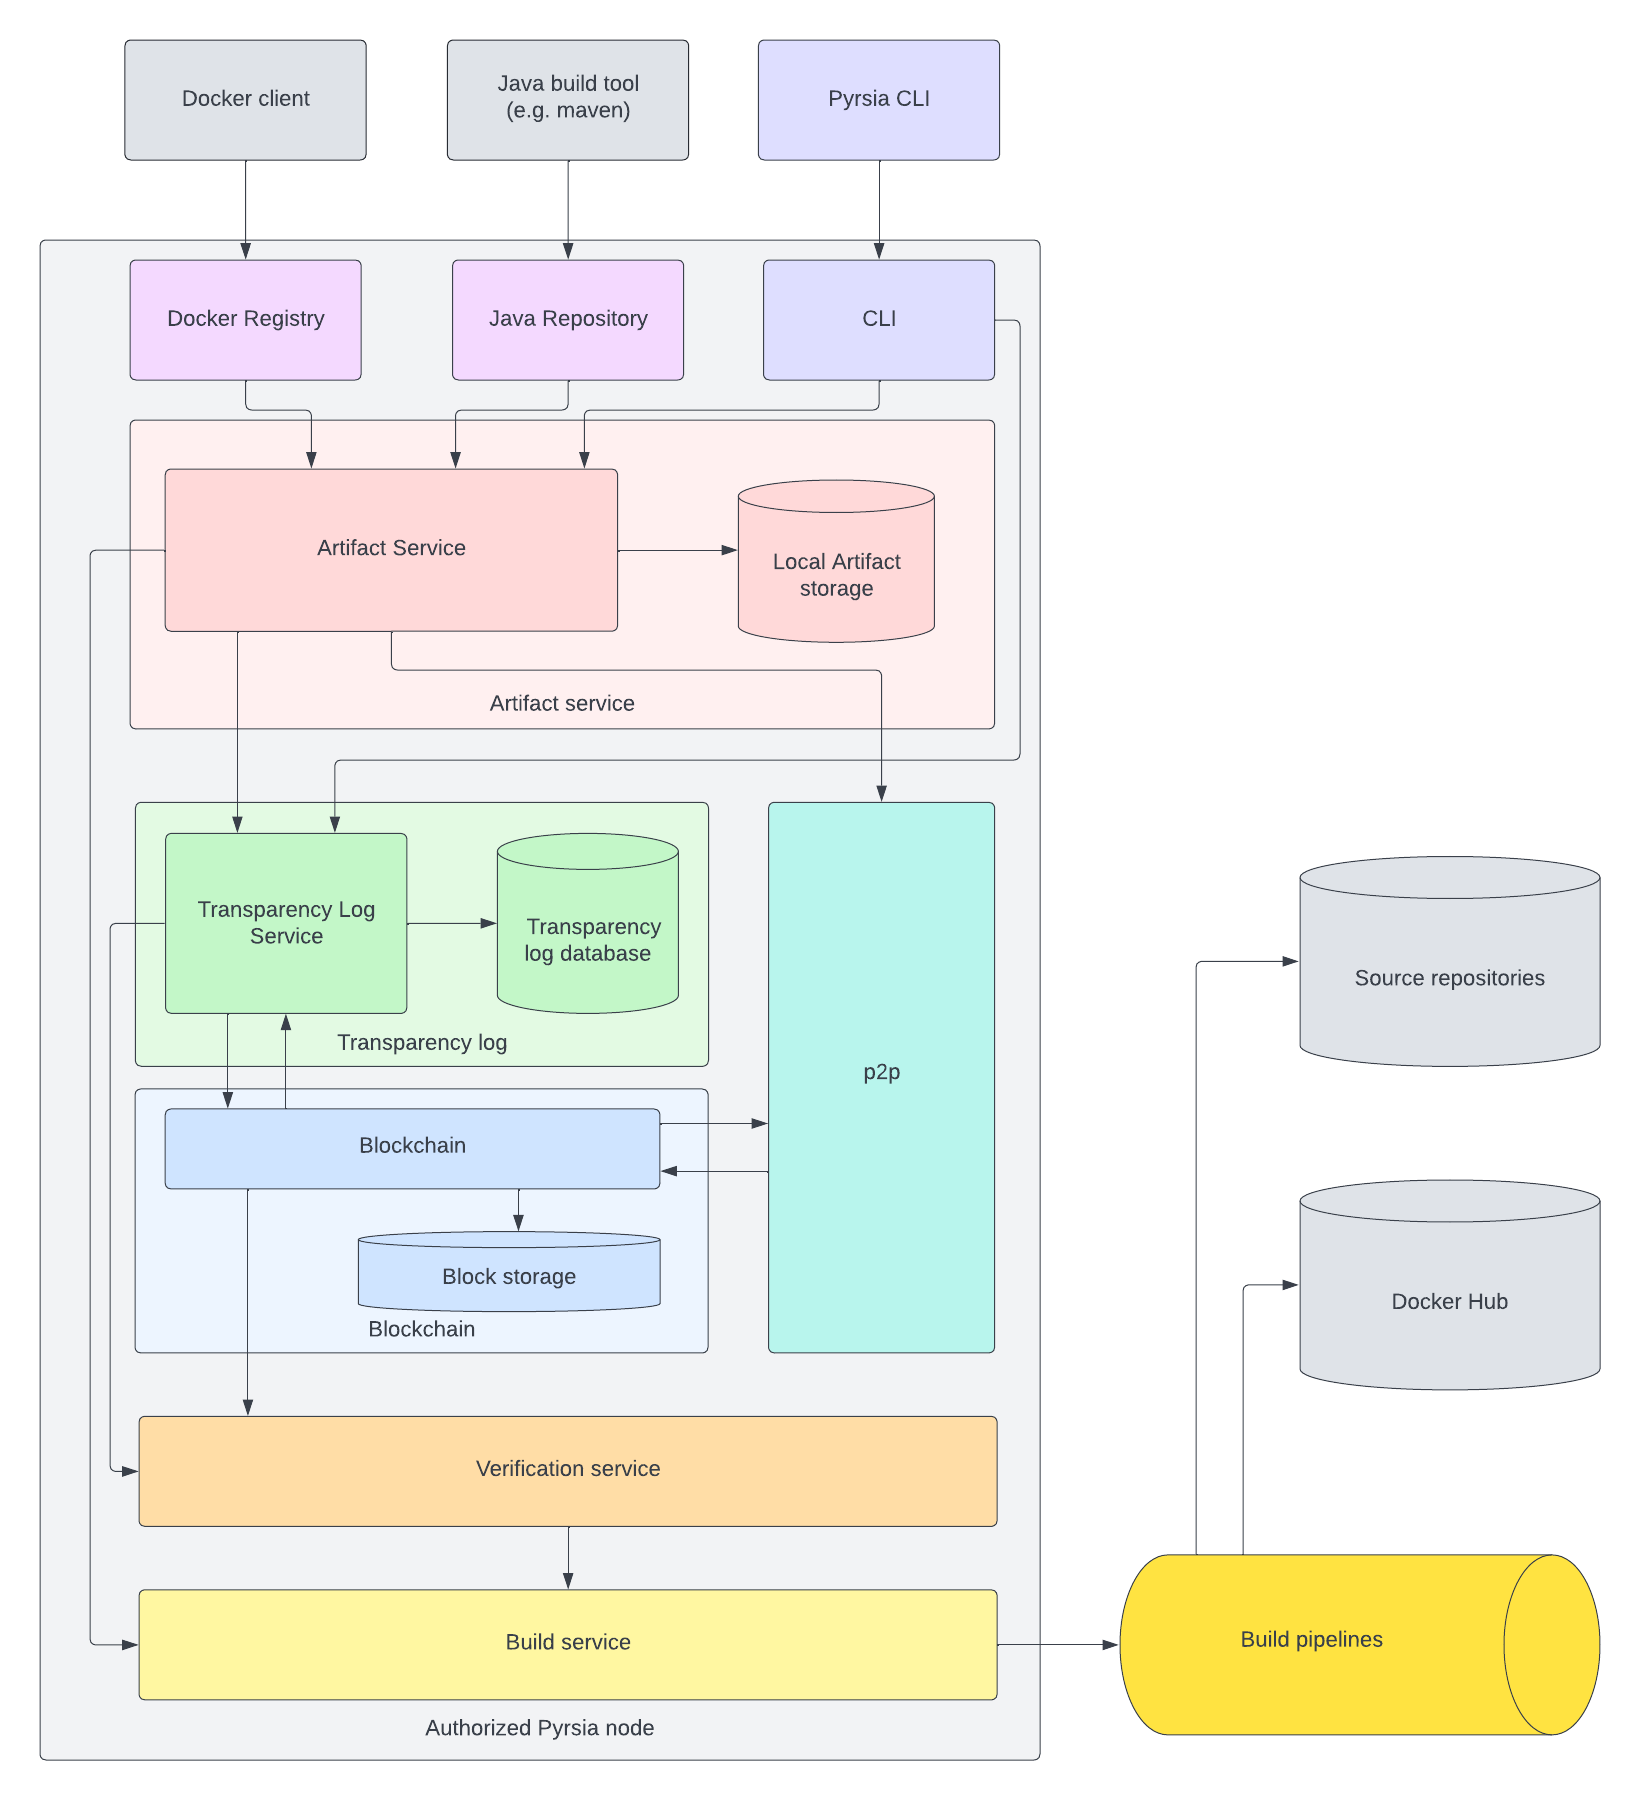 Docker client
Java build tool
(e.g. maven)
Pyrsia CLI
Docker Registry
Java Repository
CLI
Artifact Service
Local Artifact
storage
Artifact service
Transparency Log
Service
Transparency
log database
Transparency log
p2p
Source repositories
Blockchain
Block storage
Blockchain
Docker Hub
Verification service
Build service
Build pipelines
Authorized Pyrsia node